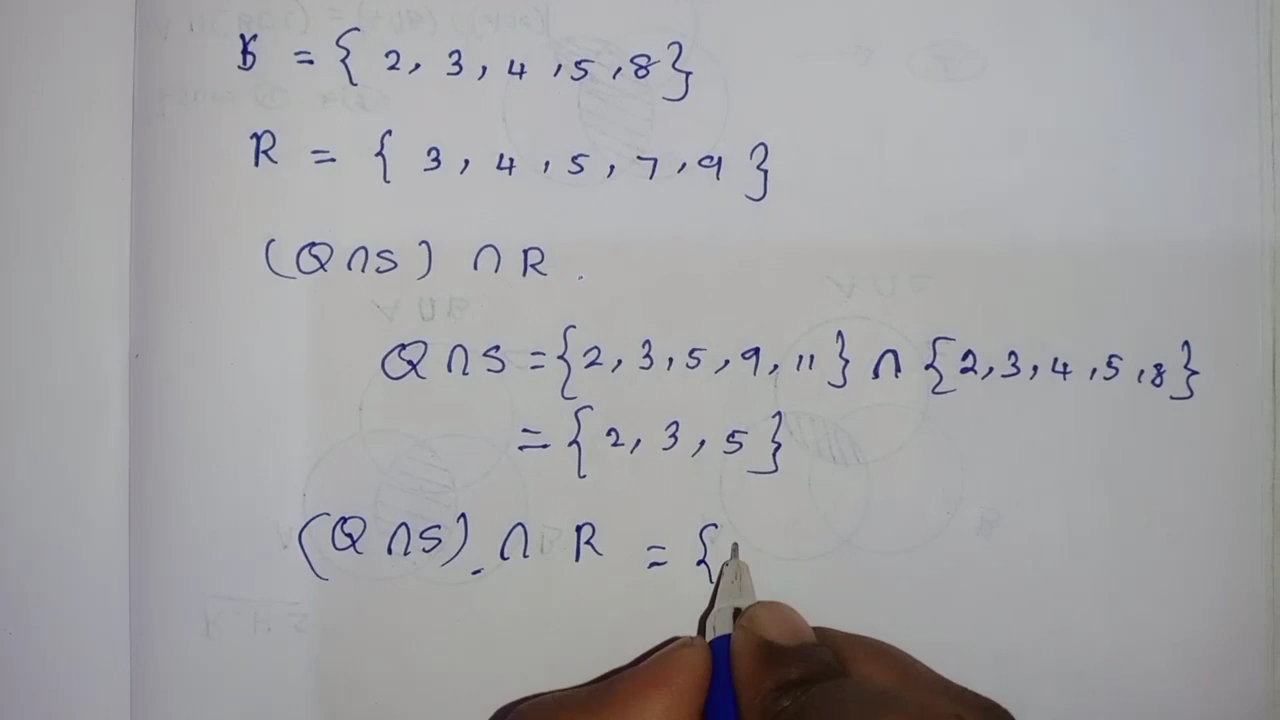 S = { 2, 3, 4, 5, 8}
R = { 3, 4, 5, 7, 9 }
(Q ∩ S) ∩ R .
Q ∩ S = {2, 3, 5, 9, 11} ∩ {2, 3, 4, 5, 8}
= { 2, 3, 5}
(Q ∩ S) ∩ R = {